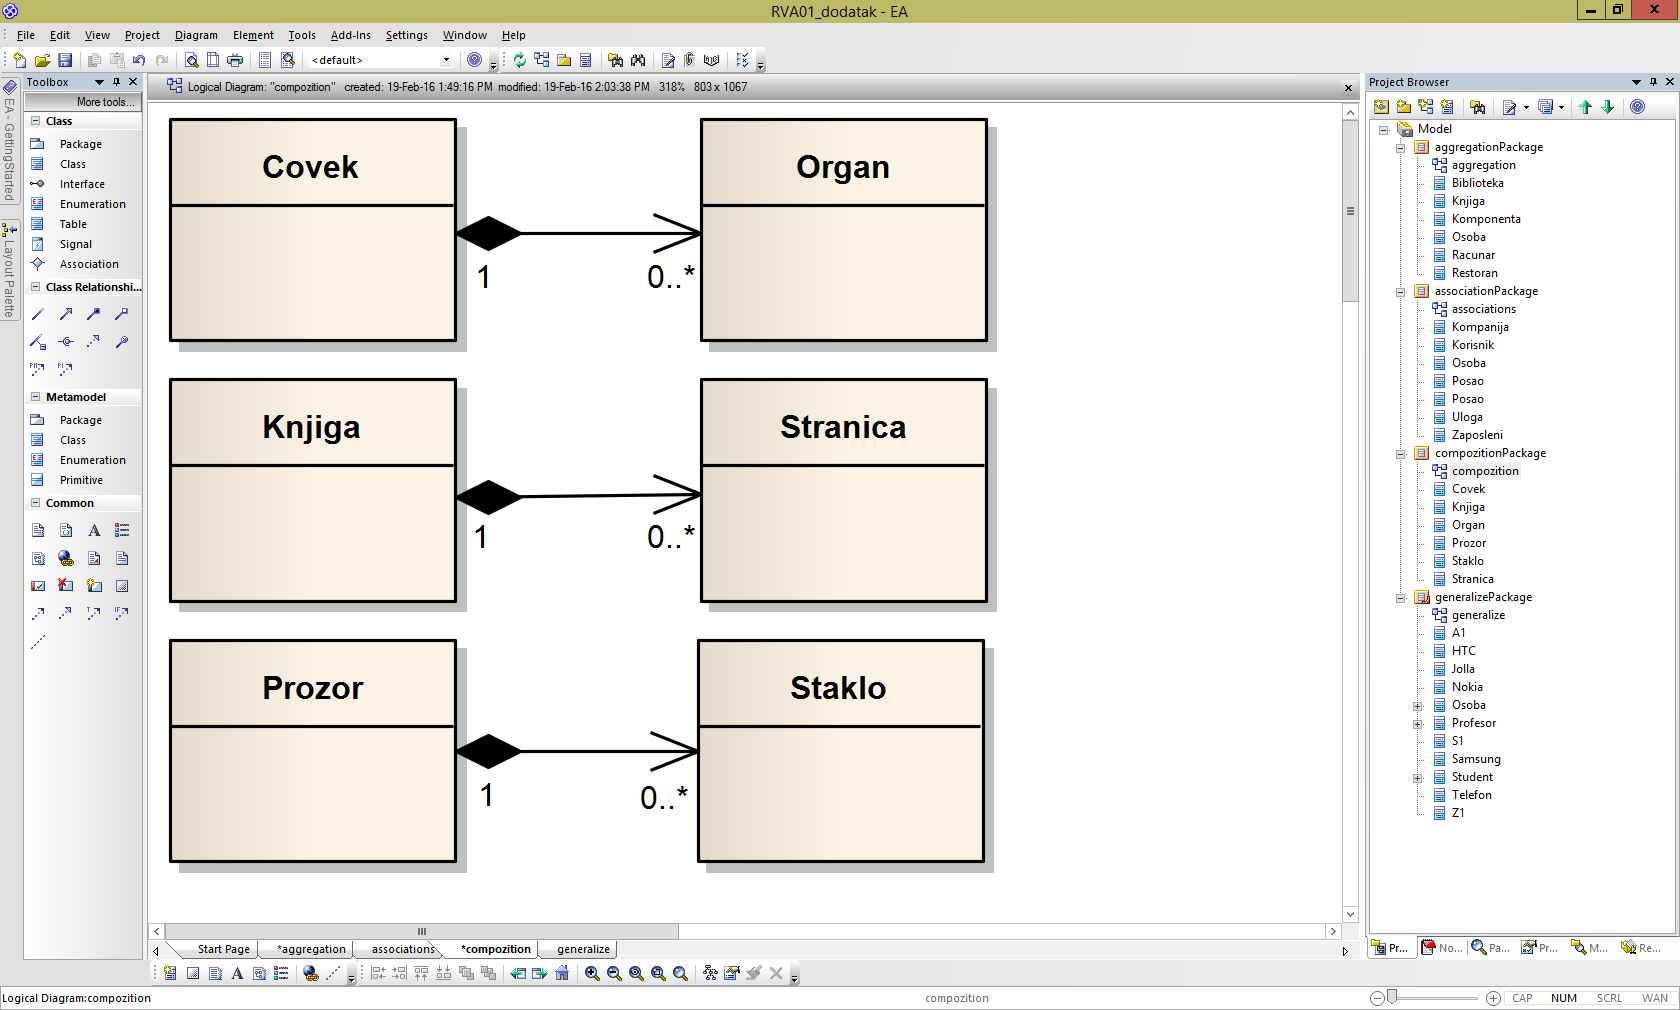 RVA01_dodatak - EA
File Edit View Project Diagram Element Tools Add-Ins Settings Window Help
<default>
EA - GettingStarted
Layout Palette
Toolbox
More tools...
Class
Package
Class
Interface
Enumeration
Table
Signal
Association
Class Relationshi...
Metamodel
Package
Class
Enumeration
Primitive
Common
Logical Diagram: "compozition" created: 19-Feb-16 1:49:16 PM modified: 19-Feb-16 2:03:38 PM 318% 803 x 1067
Covek
Organ
1
0..*
Knjiga
Stranica
1
0..*
Prozor
Staklo
1
0..*
Start Page *aggregation associations *compozition generalize
Project Browser
Model
aggregationPackage
aggregation
Biblioteka
Knjiga
Komponenta
Osoba
Racunar
Restoran
associationPackage
associations
Kompanija
Korisnik
Osoba
Posao
Posao
Uloga
Zaposleni
compozitionPackage
compozition
Covek
Knjiga
Organ
Prozor
Staklo
Stranica
generalizePackage
generalize
A1
HTC
Jolla
Nokia
Osoba
Profesor
S1
Samsung
Student
Telefon
Z1
Pr... No... Pa... Pr... M... Re...
Logical Diagram:compozition
compozition
CAP NUM SCRL WAN